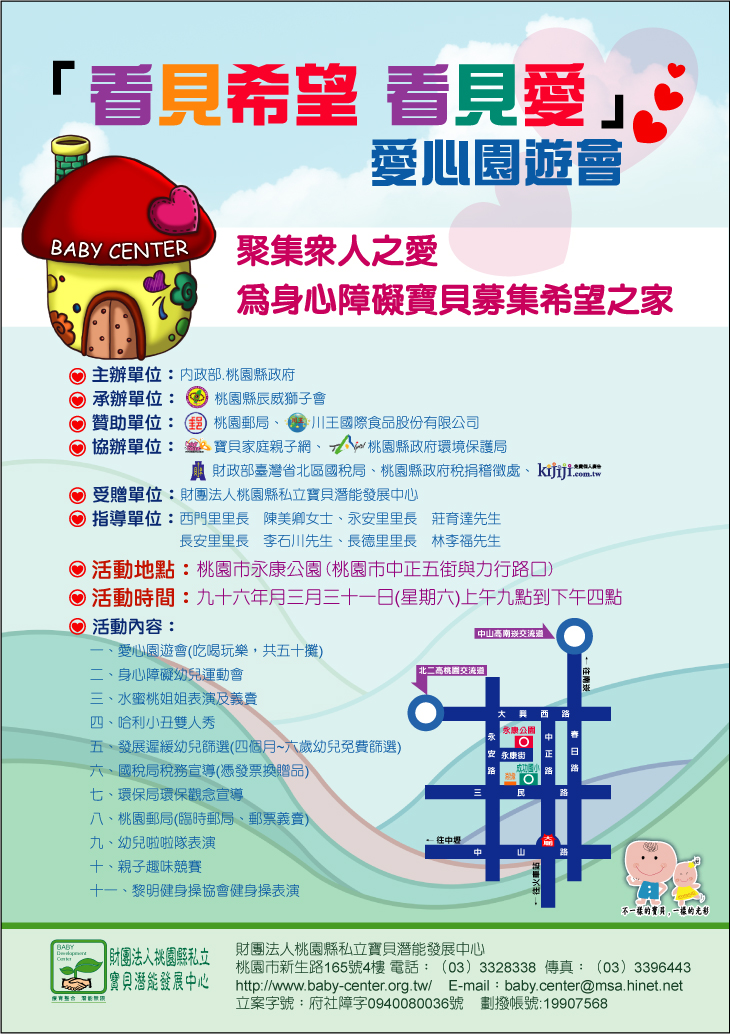 「看見希望 看見愛」
愛心園遊會
BABY CENTER
聚集衆人之愛
爲身心障礙寶貝募集希望之家
主辦單位：内政部.桃園縣政府
承辦單位： 桃園縣辰威獅子會
贊助單位： 郵 桃園郵局、 川王國際食品股份有限公司
協辦單位： 寶貝家庭親子網、 桃園縣政府環境保護局
財政部臺灣省北區國稅局、桃園縣政府稅捐稽徵處、 kijiji 免費個人廣告 .com.tw
受贈單位：財團法人桃園縣私立寶貝潛能發展中心
指導單位：西門里里長　陳美卿女士、永安里里長　莊育達先生
長安里里長　李石川先生、長德里里長　林李福先生
活動地點：桃園市永康公園(桃園市中正五街與力行路口)
活動時間：九十六年月三月三十一日(星期六)上午九點到下午四點
活動内容：
一、愛心園遊會(吃喝玩樂，共五十攤)
二、身心障礙幼兒運動會
三、水蜜桃姐姐表演及義賣
四、哈利小丑雙人秀
五、發展遲緩幼兒篩選(四個月~六歲幼兒免費篩選)
六、國稅局稅務宣導(憑發票換贈品)
七、環保局環保觀念宣導
八、桃園郵局(臨時郵局、郵票義賣)
九、幼兒啦啦隊表演
十、親子趣味競賽
十一、黎明健身操協會健身操表演
中山高南崁交流道
北二高桃園交流道
←往南崁
大興西路
永安路
永康公園
永康街
中正路
春日路
成功國小
三民路
←往中壢
大廟
中山路
←往火車站
不一樣的寶貝,一樣的光彩
BABY
Development
Center
療育整合 潛能無限
財團法人桃園縣私立
寶貝潛能發展中心
財團法人桃園縣私立寶貝潛能發展中心
桃園市新生路165號4樓 電話：（03）3328338 傳真：（03）3396443
http://www.baby-center.org.tw/ E-mail：baby.center@msa.hinet.net
立案字號：府社障字0940080036號 劃撥帳號:19907568